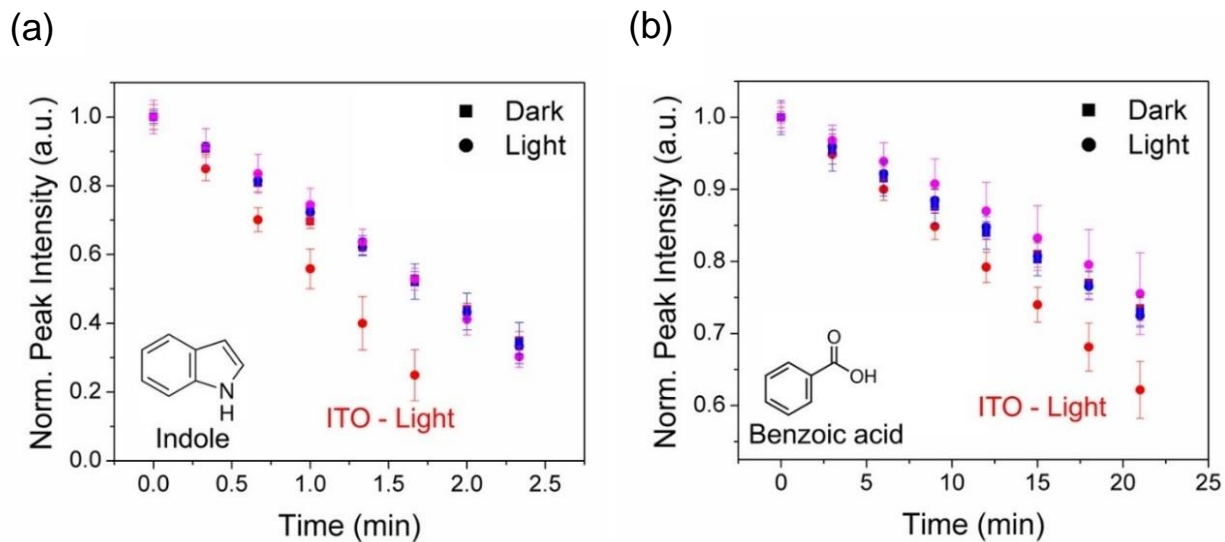 (a)
Norm. Peak Intensity (a.u.)
1.0
0.8
0.6
0.4
0.2
0.0
Dark
Light
N
H
Indole
ITO - Light
0.0 0.5 1.0 1.5 2.0 2.5
Time (min)
(b)
Norm. Peak Intensity (a.u.)
1.0
0.9
0.8
0.7
0.6
Dark
Light
O
OH
Benzoic acid
ITO - Light
0 5 10 15 20 25
Time (min)